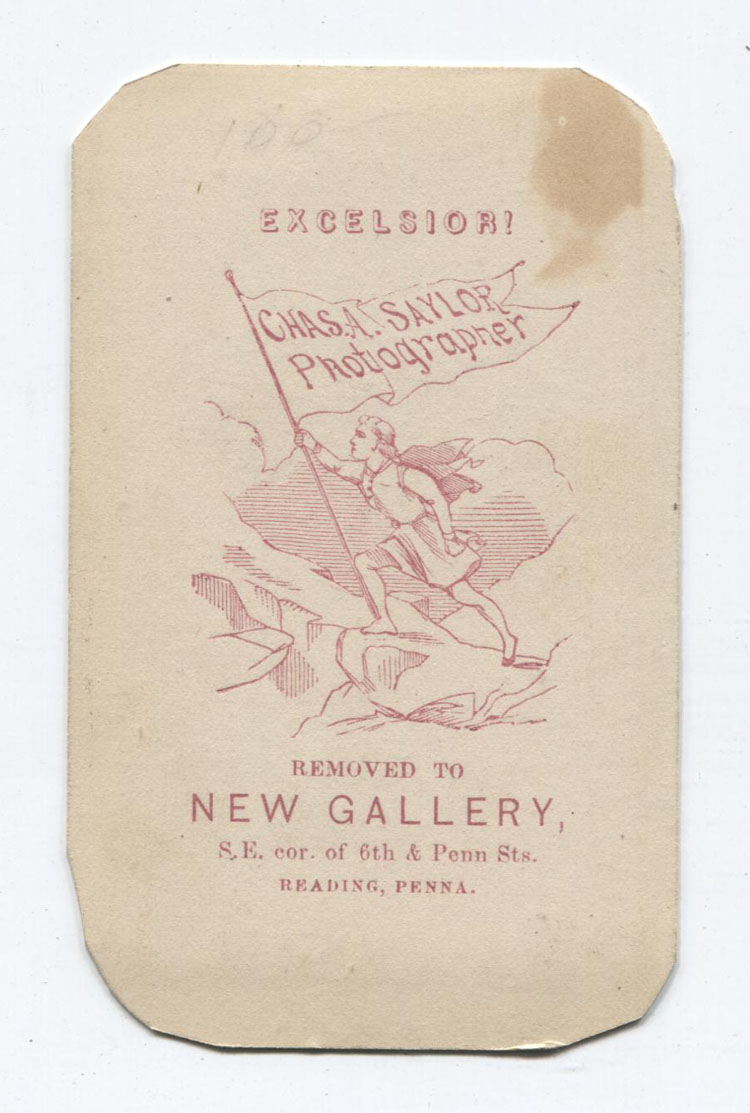 100
EXCELSIOR!
CHAS. A. SAYLOR
Photographer
REMOVED TO
NEW GALLERY,
S.E. cor. of 6th & Penn Sts.
READING, PENNA.